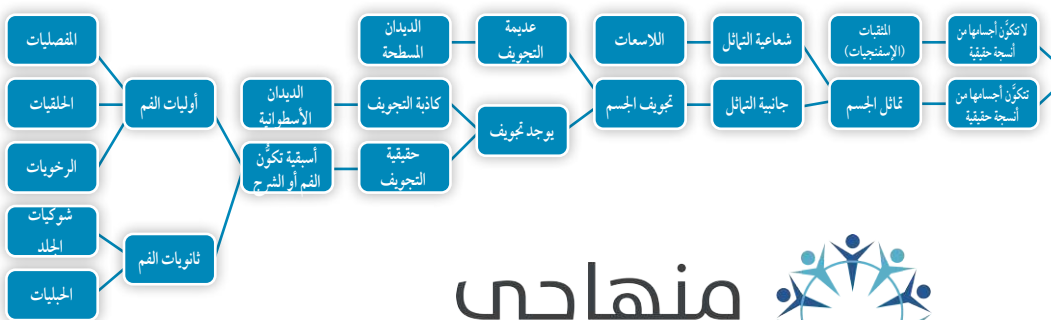 لا تتكوَّن أجسامها من
أنسجة حقيقية
المثقبات
(الإسفنجيات)
تتكوَّن أجسامها من
أنسجة حقيقية
تماثل الجسم
شعاعية التماثل
اللاسعات
جانبية التماثل
تجويف الجسم
عديمة
التجويف
الديدان
المسطحة
يوجد تجويف
كاذبة التجويف
الديدان
الأسطوانية
حقيقية
التجويف
أسبقية تكوُّن
الفم أو الشرج
أوليات الفم
المفصليات
الحلقيات
الرخويات
ثانويات الفم
شوكيات
الجلد
الحبليات
منهاجي